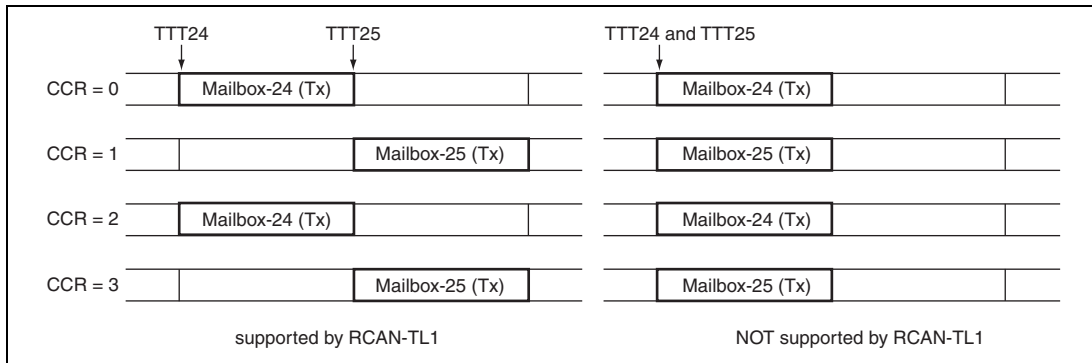 TTT24 TTT25 TTT24 and TTT25
CCR = 0 Mailbox-24 (Tx) Mailbox-24 (Tx)
CCR = 1 Mailbox-25 (Tx) Mailbox-25 (Tx)
CCR = 2 Mailbox-24 (Tx) Mailbox-24 (Tx)
CCR = 3 Mailbox-25 (Tx) Mailbox-25 (Tx)
supported by RCAN-TL1 NOT supported by RCAN-TL1